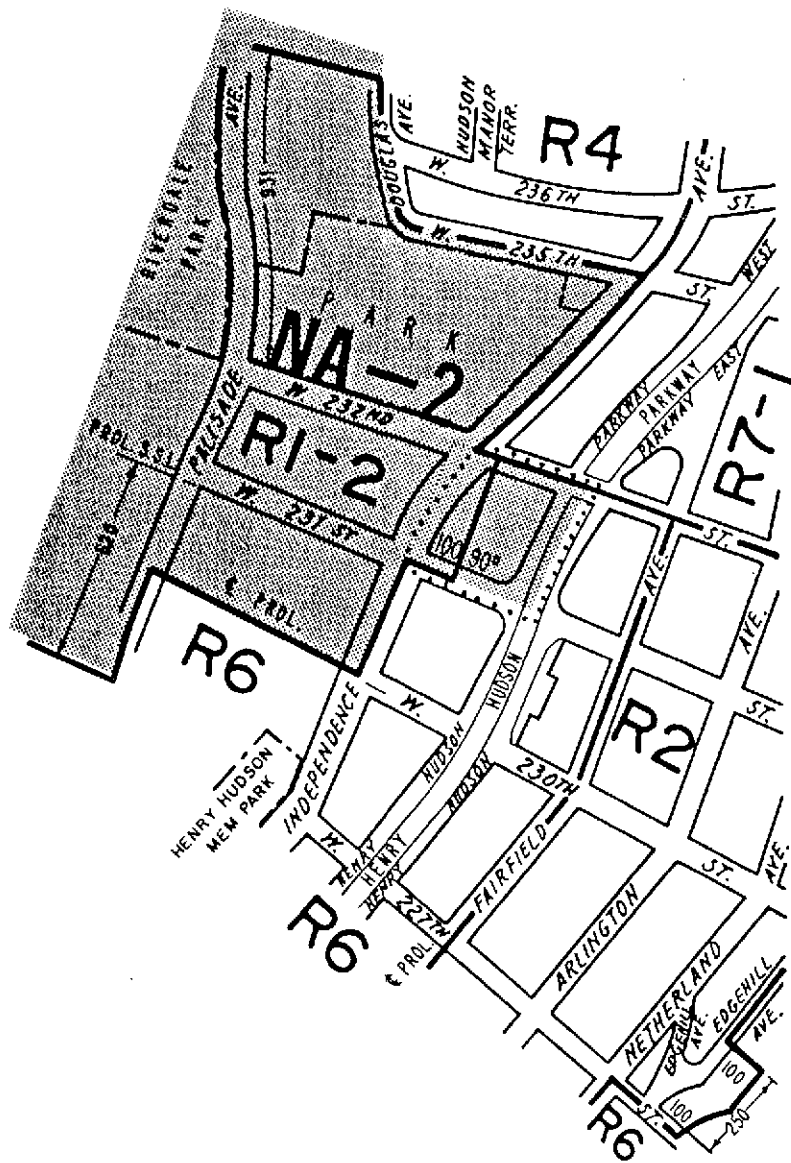 AVE.
DOUGLAS
AVE.
HUDSON
MANOR
TERR.
R4
W.
236TH
ST.
AVE.
RIVERDALE
PARK
W.
235TH
ST.
WEST
PARK
NA-2
PARKWAY
PARKWAY
PARKWAY
EAST
W. 232ND
PALISADE
R1-2
R7-1
PROL. S.S.L.
W. 231 ST
100
90°
ST.
AVE.
AVE.
℄ PROL.
R6
HUDSON
INDEPENDENCE
W.
HUDSON
HUDSON
R2
ST.
230TH
HENRY HUDSON
MEM PARK
W.
HENRY
HENRY
HENRY
227TH
FAIRFIELD
ST.
AVE.
R6
℄ PROL.
ARLINGTON
NETHERLAND
EDGEHILL
AVE.
EDGEHILL
AVE.
100
100
250
ST.
R6